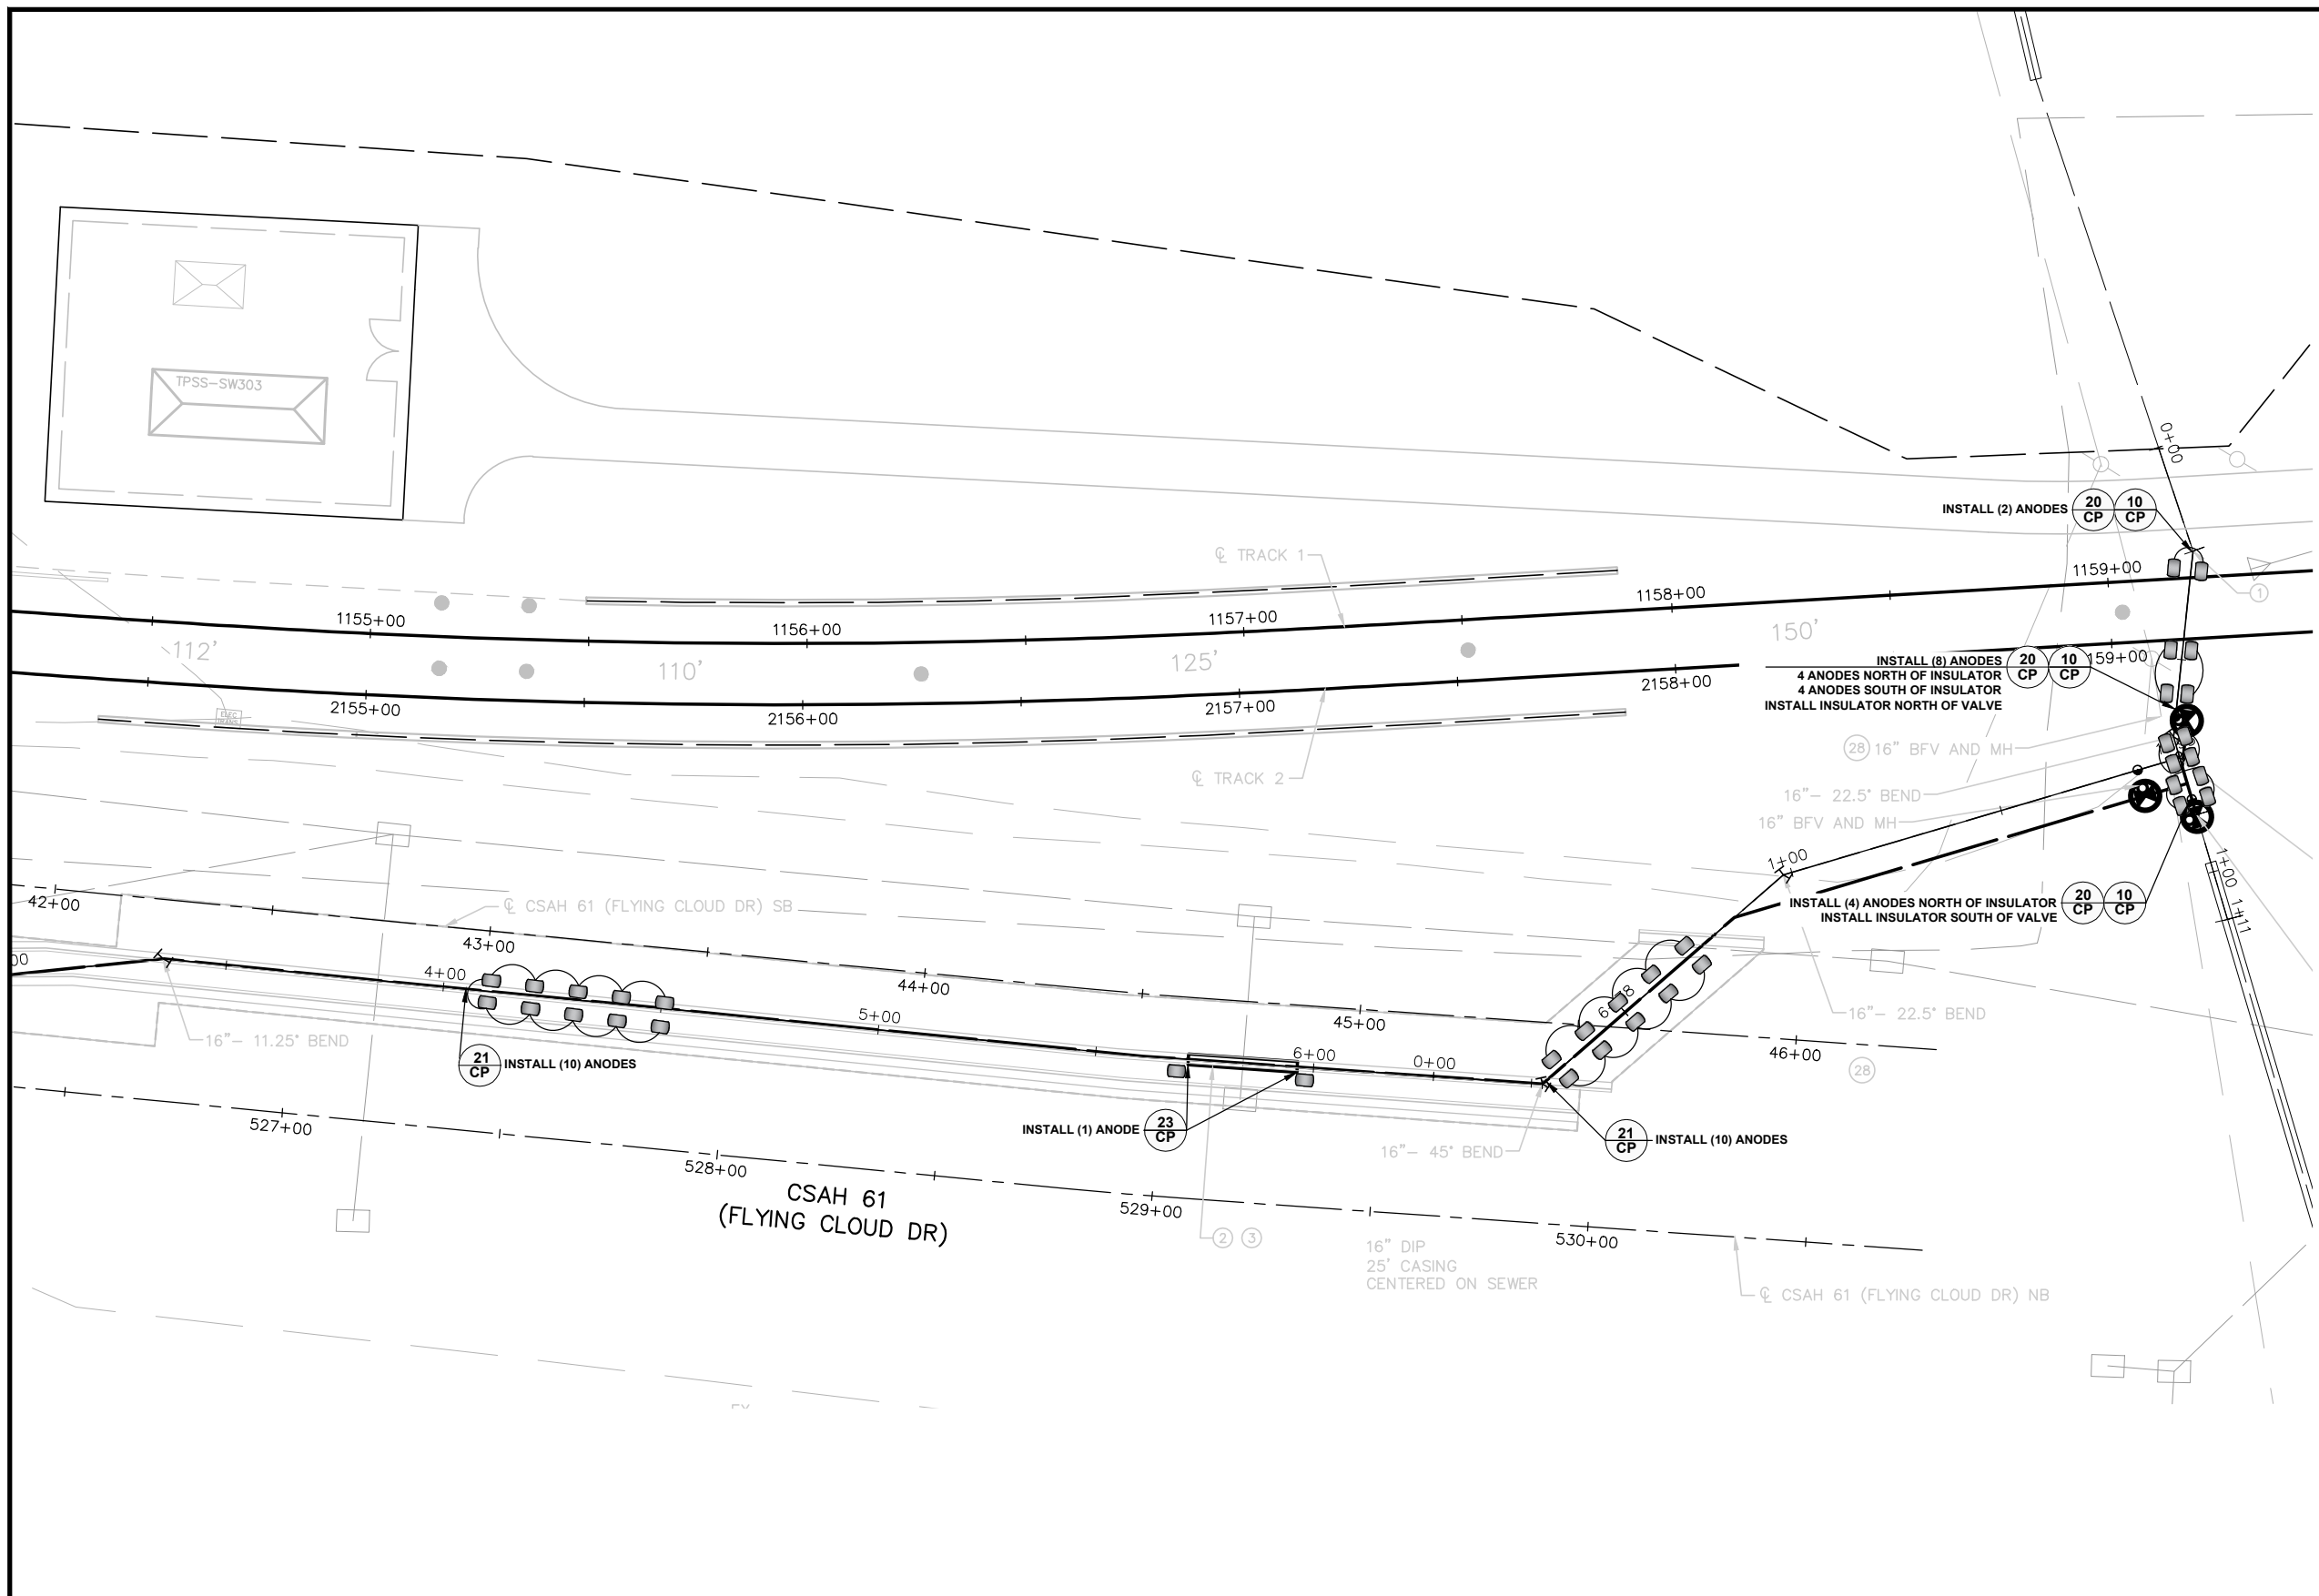 0+00
TPSS-SW303
INSTALL (2) ANODES
20
CP
10
CP
℄ TRACK 1
1155+00
1156+00
1157+00
1158+00
1159+00
1
112'
110'
125'
150'
INSTALL (8) ANODES
4 ANODES NORTH OF INSULATOR
4 ANODES SOUTH OF INSULATOR
INSTALL INSULATOR NORTH OF VALVE
20
CP
10
CP
159+00
2155+00
2156+00
2157+00
2158+00
ELEC
TRANS
28 16" BFV AND MH
℄ TRACK 2
16"- 22.5° BEND
16" BFV AND MH
1+00
1+00
1+11
42+00
℄ CSAH 61 (FLYING CLOUD DR) SB
INSTALL (4) ANODES NORTH OF INSULATOR
INSTALL INSULATOR SOUTH OF VALVE
20
CP
10
CP
43+00
00
4+00
44+00
45+00
46+00
16"- 22.5° BEND
5+00
6+00
0+00
28
16"- 11.25° BEND
21
CP
INSTALL (10) ANODES
527+00
528+00
529+00
530+00
INSTALL (1) ANODE
23
CP
16"- 45° BEND
21
CP
INSTALL (10) ANODES
CSAH 61
(FLYING CLOUD DR)
2 3
16" DIP
25' CASING
CENTERED ON SEWER
℄ CSAH 61 (FLYING CLOUD DR) NB